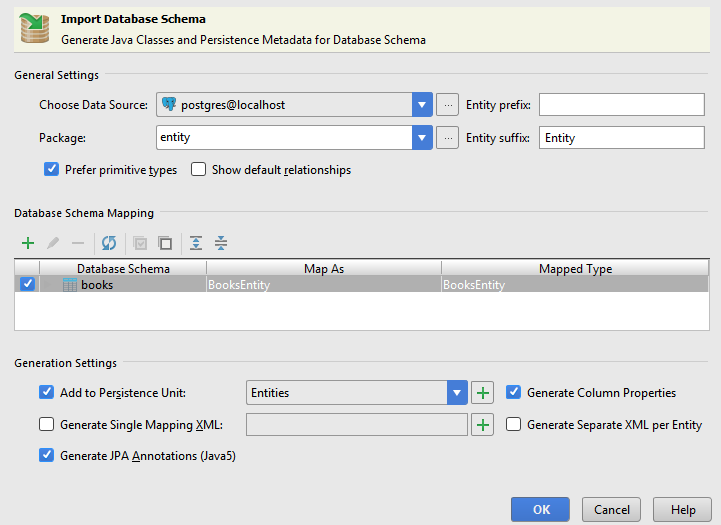 Import Database Schema
Generate Java Classes and Persistence Metadata for Database Schema
General Settings
Choose Data Source: postgres@localhost ... Entity prefix:
Package: entity ... Entity suffix: Entity
Prefer primitive types Show default relationships
Database Schema Mapping
Database Schema Map As Mapped Type
books BooksEntity BooksEntity
Generation Settings
Add to Persistence Unit: Entities Generate Column Properties
Generate Single Mapping XML: Generate Separate XML per Entity
Generate JPA Annotations (Java5)
OK Cancel Help